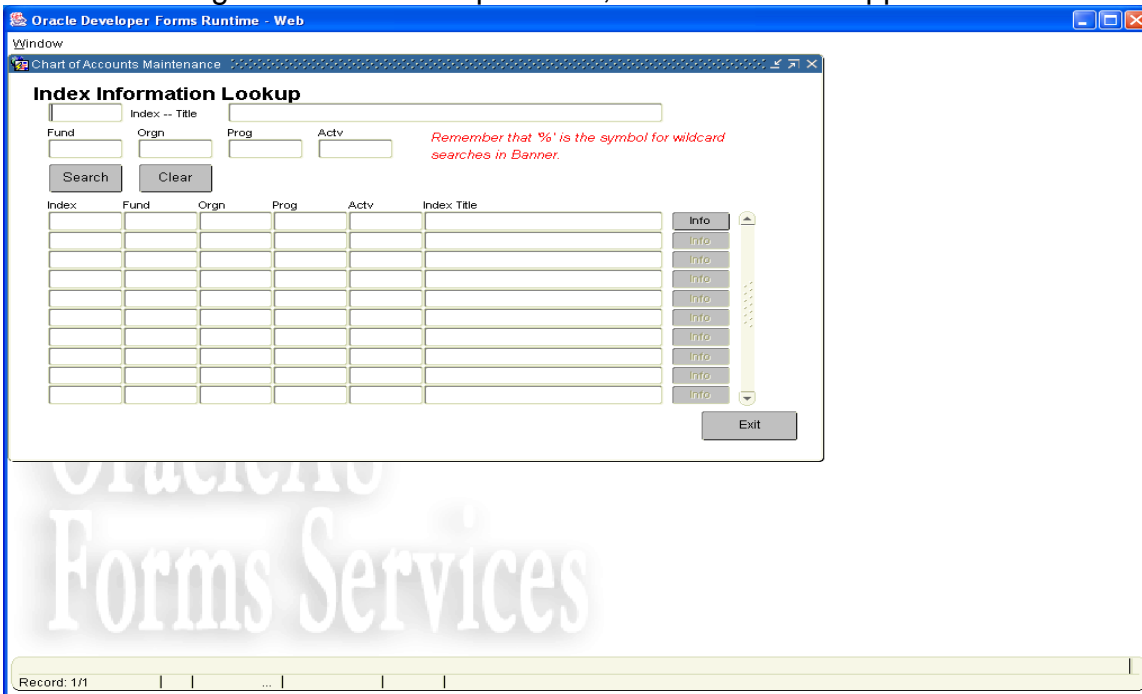 Oracle Developer Forms Runtime - Web
Window
Chart of Accounts Maintenance
Index Information Lookup
Index -- Title
Fund Orgn Prog Actv
Remember that '%' is the symbol for wildcard
searches in Banner.
Search Clear
Index Fund Orgn Prog Actv Index Title
Info
Info
Info
Info
Info
Info
Info
Info
Info
Info
Exit
OracleAS
Forms Services
Record: 1/1 ...